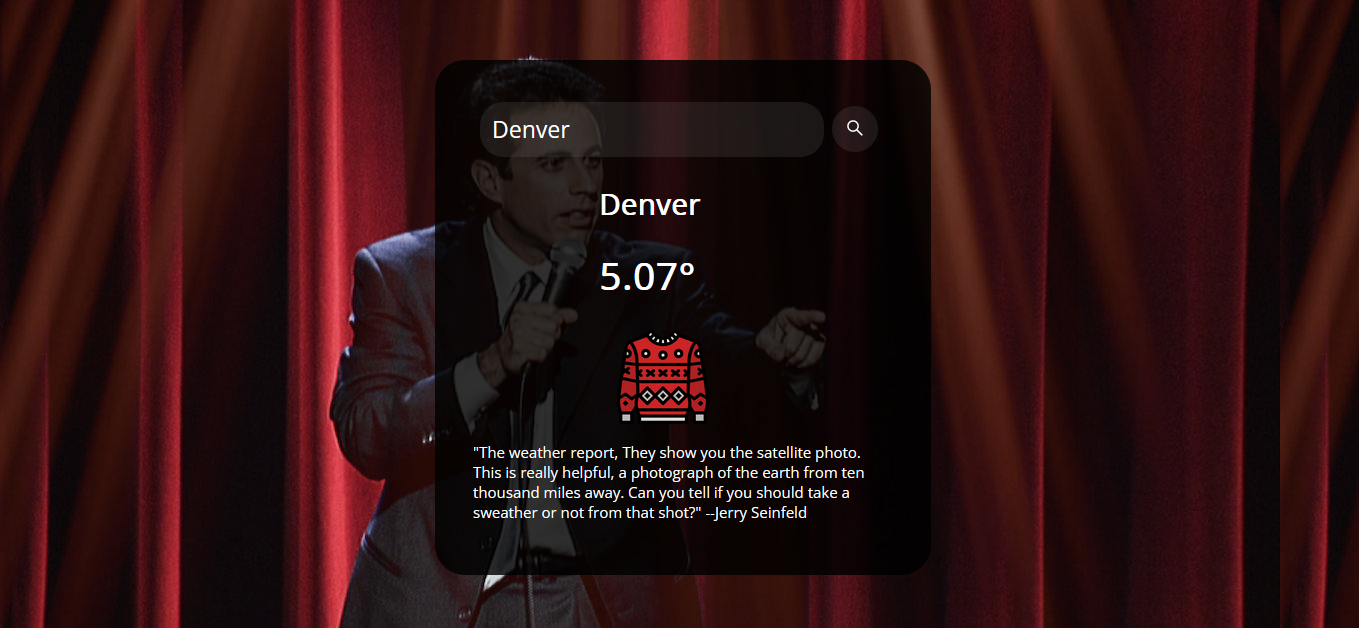 Denver
Denver
5.07°
"The weather report, They show you the satellite photo.
This is really helpful, a photograph of the earth from ten
thousand miles away. Can you tell if you should take a
sweather or not from that shot?" --Jerry Seinfeld